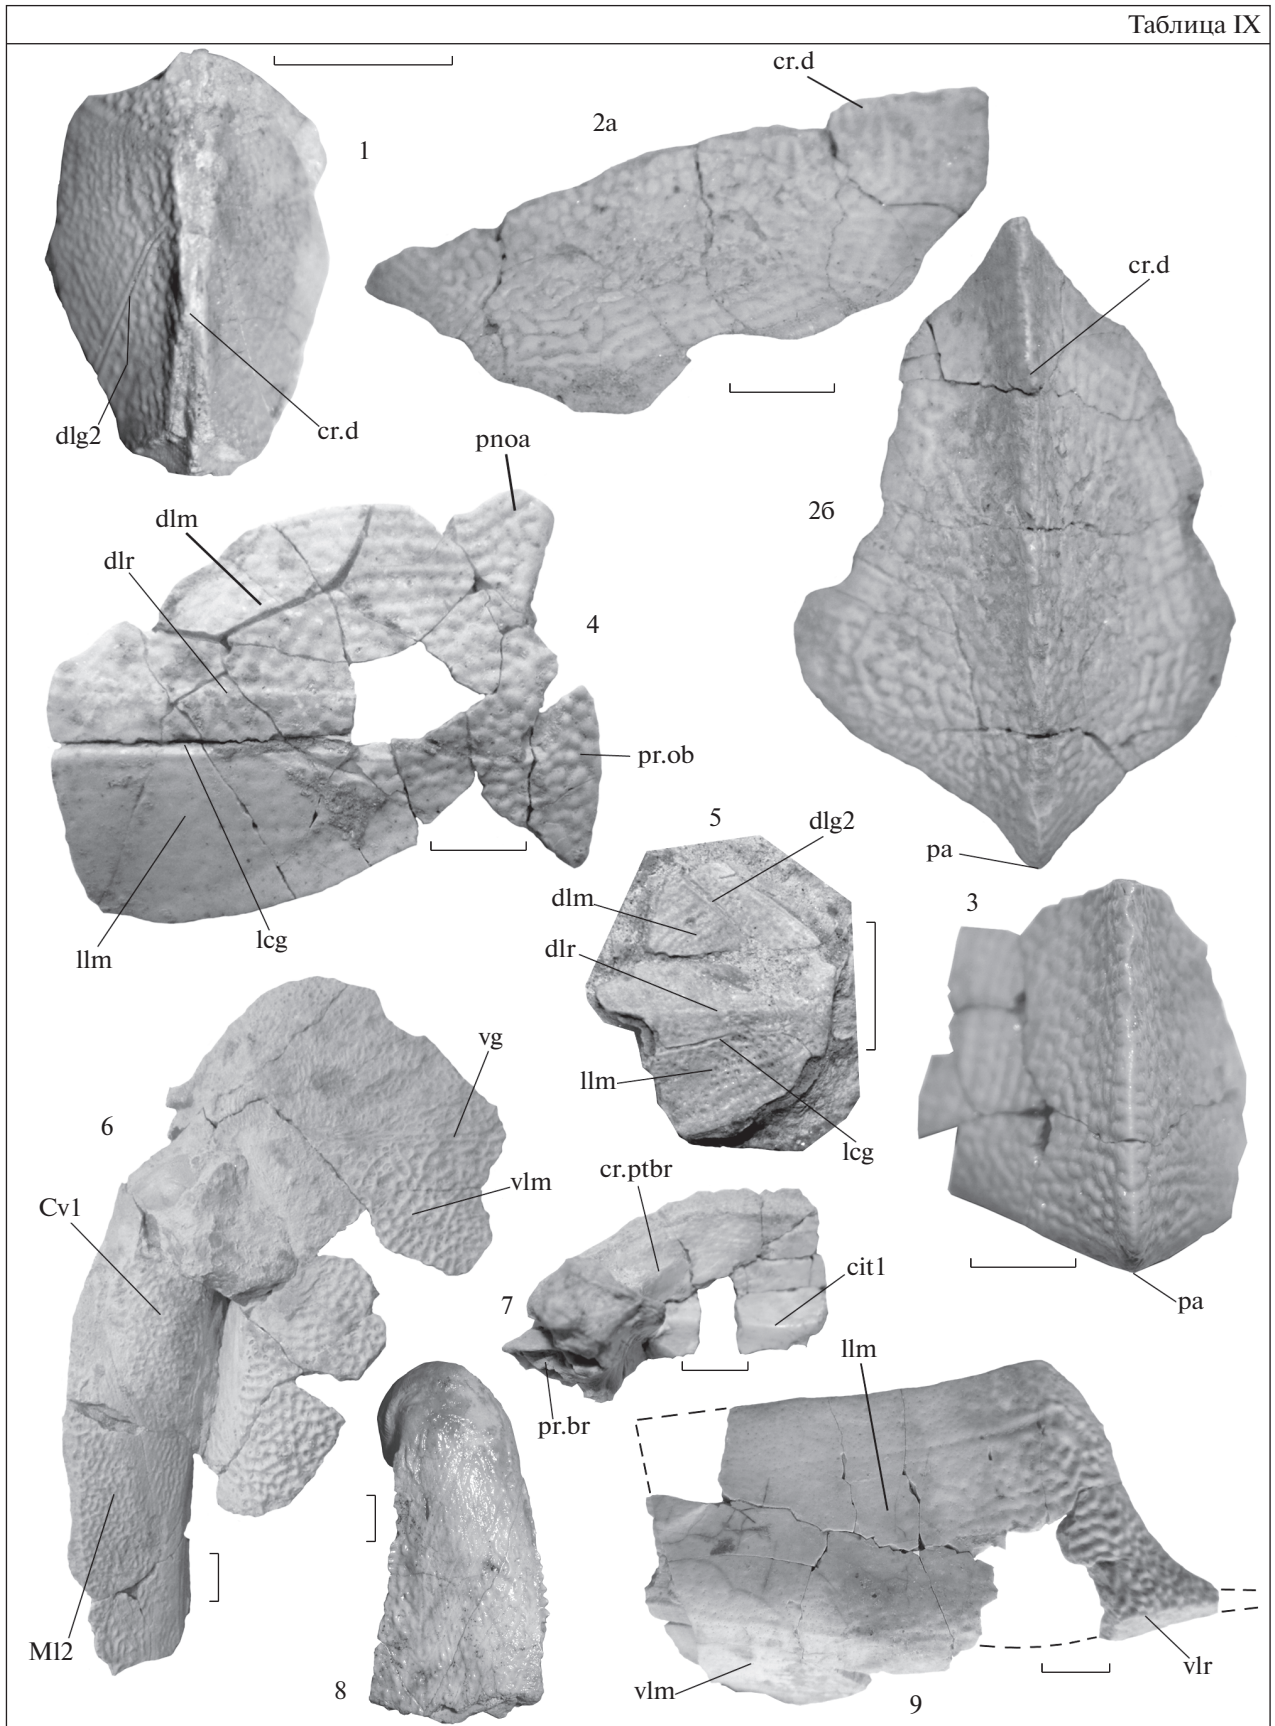 Таблица IX
cr.d
2а
1
cr.d
dlg2
cr.d
pnoa
2б
dlm
dlr
4
pr.ob
5
dlg2
pa
dlm
3
lcg
llm
dlr
vg
llm
6
lcg
cr.ptbr
vlm
Cv1
cit1
7
pa
llm
pr.br
Ml2
vlr
8
vlm
9